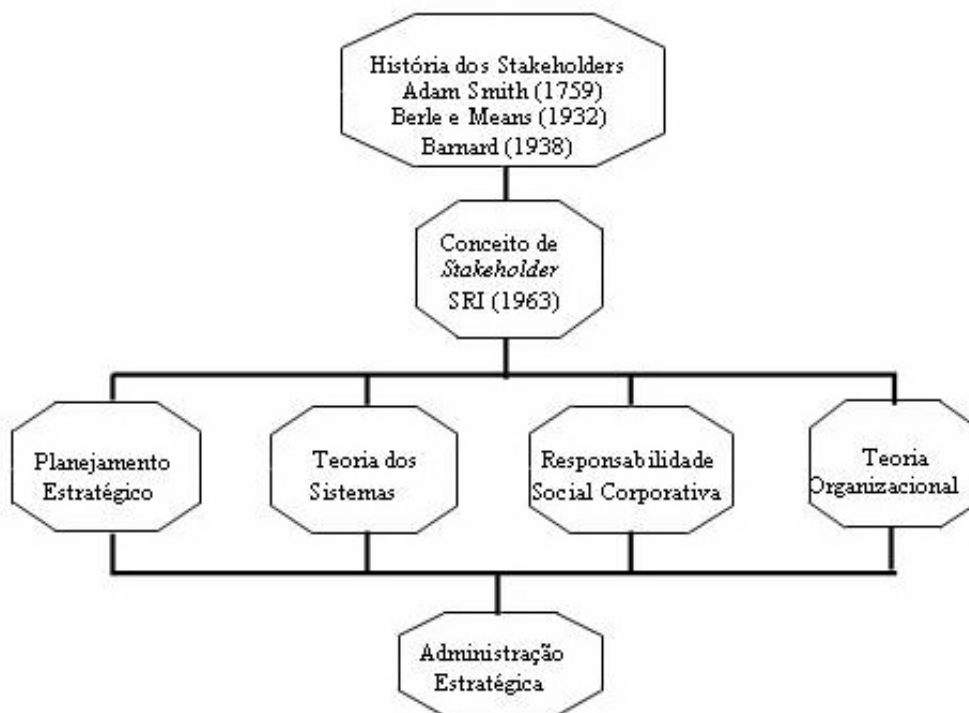 História dos Stakeholders
Adam Smith (1759)
Berle e Means (1932)
Barnard (1938)
Conceito de
Stakeholder
SRI (1963)
Planejamento
Estratégico
Teoria dos
Sistemas
Responsabilidade
Social Corporativa
Teoria
Organizacional
Administração
Estratégica